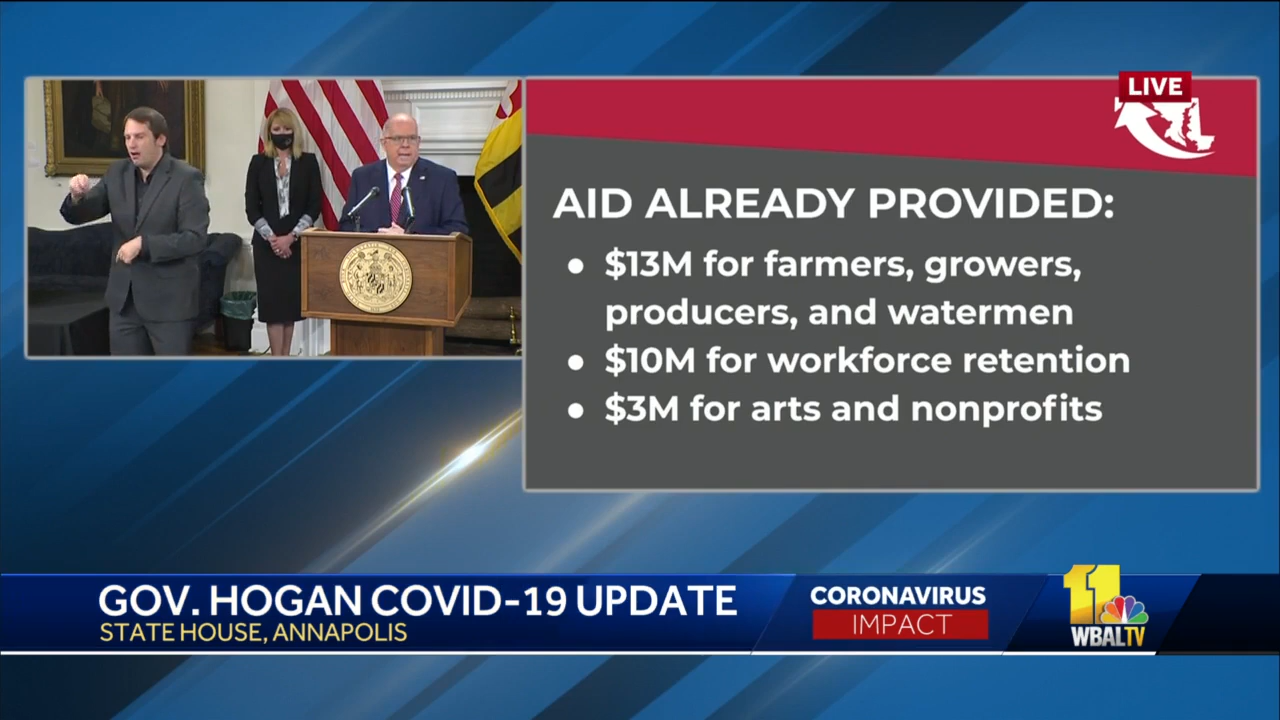 LIVE
AID ALREADY PROVIDED:
● $13M for farmers, growers,
producers, and watermen
● $10M for workforce retention
● $3M for arts and nonprofits
GOV. HOGAN COVID-19 UPDATE
STATE HOUSE, ANNAPOLIS
CORONAVIRUS
IMPACT
1
WBALTV